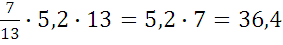 7/13 · 5,2 · 13 = 5,2 · 7 = 36,4